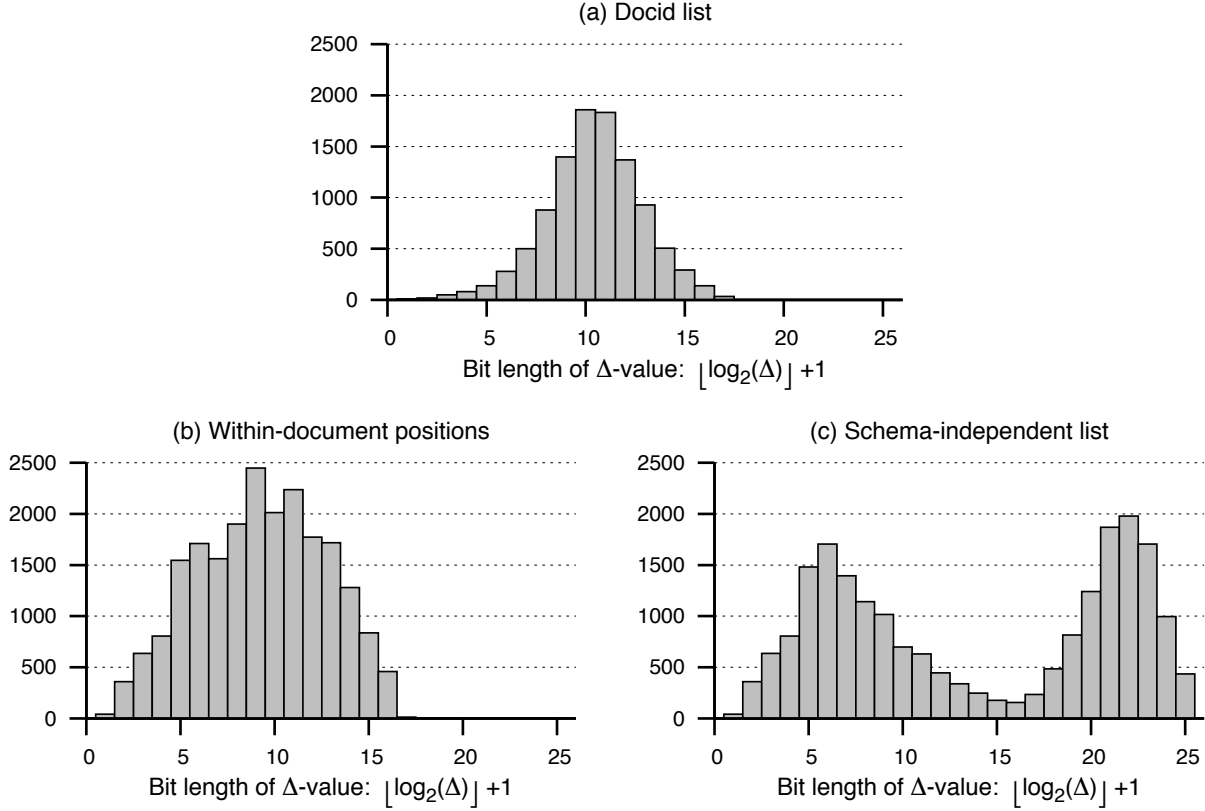 (a) Docid list
2500
2000
1500
1000
500
0
0 5 10 15 20 25
Bit length of Δ-value: ⌊log₂(Δ)⌋ +1
(b) Within-document positions
2500
2000
1500
1000
500
0
0 5 10 15 20 25
Bit length of Δ-value: ⌊log₂(Δ)⌋ +1
(c) Schema-independent list
2500
2000
1500
1000
500
0
0 5 10 15 20 25
Bit length of Δ-value: ⌊log₂(Δ)⌋ +1